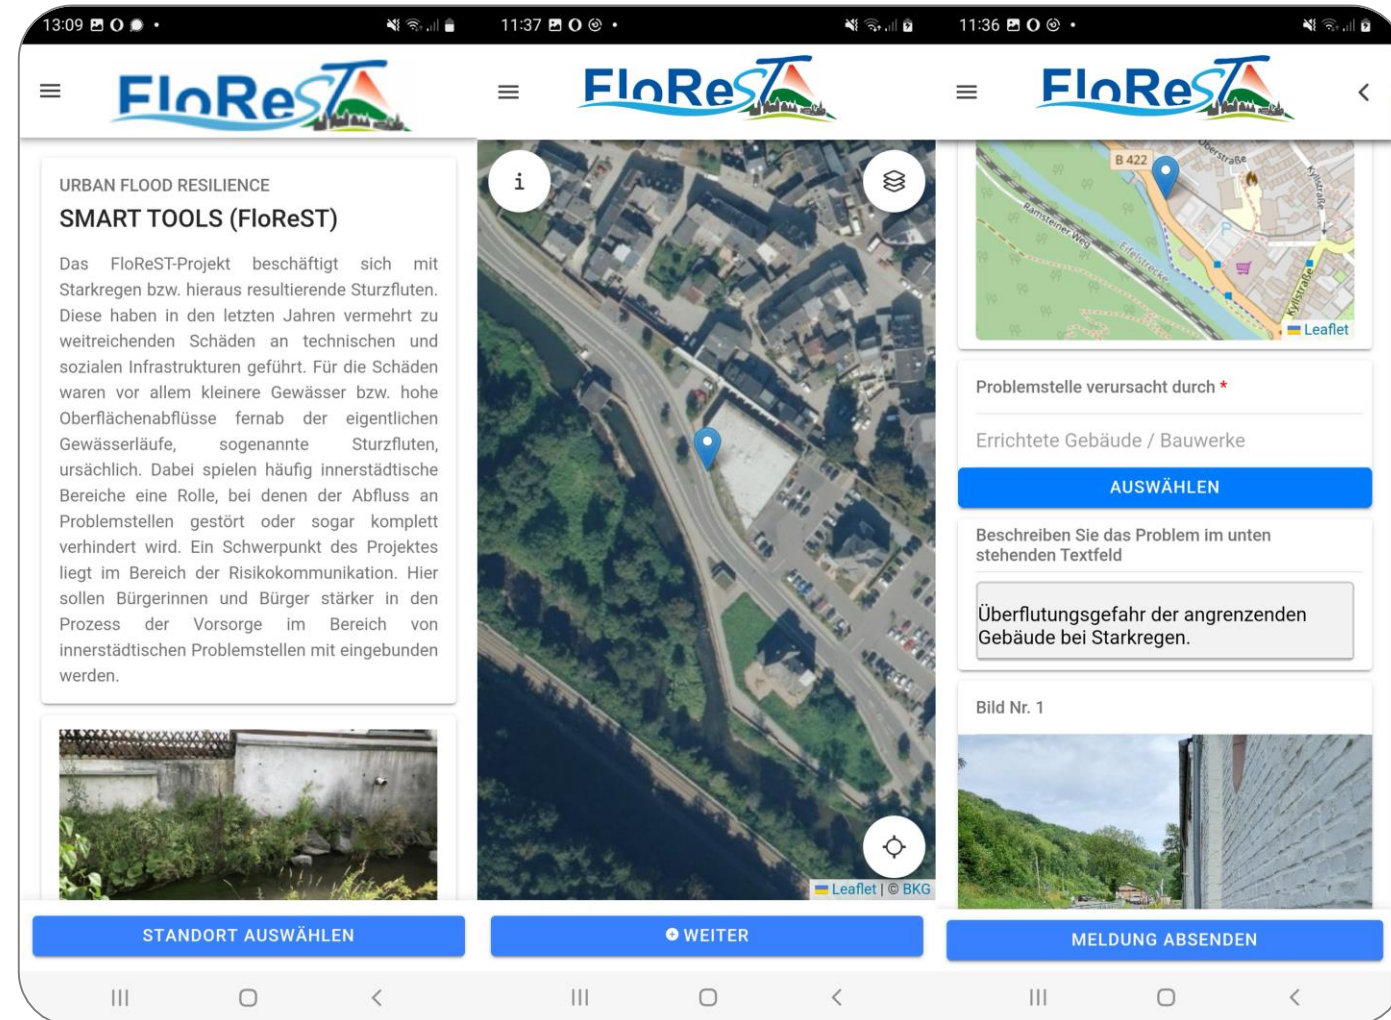 13:09
FloReST
URBAN FLOOD RESILIENCE
SMART TOOLS (FloReST)
Das FloReST-Projekt beschäftigt sich mit
Starkregen bzw. hieraus resultierende Sturzfluten.
Diese haben in den letzten Jahren vermehrt zu
weitreichenden Schäden an technischen und
sozialen Infrastrukturen geführt. Für die Schäden
waren vor allem kleinere Gewässer bzw. hohe
Oberflächenabflüsse fernab der eigentlichen
Gewässerläufe, sogenannte Sturzfluten,
ursächlich. Dabei spielen häufig innerstädtische
Bereiche eine Rolle, bei denen der Abfluss an
Problemstellen gestört oder sogar komplett
verhindert wird. Ein Schwerpunkt des Projektes
liegt im Bereich der Risikokommunikation. Hier
sollen Bürgerinnen und Bürger stärker in den
Prozess der Vorsorge im Bereich von
innerstädtischen Problemstellen mit eingebunden
werden.
STANDORT AUSWÄHLEN
11:37
FloReST
i
Leaflet | © BKG
WEITER
11:36
FloReST
B 422
Oberstraße
Kyllstraße
Ramsteiner Weg
Eifelstrecke
P
Kyllstraße
Leaflet
Problemstelle verursacht durch *
Errichtete Gebäude / Bauwerke
AUSWÄHLEN
Beschreiben Sie das Problem im unten
stehenden Textfeld
Überflutungsgefahr der angrenzenden
Gebäude bei Starkregen.
Bild Nr. 1
MELDUNG ABSENDEN